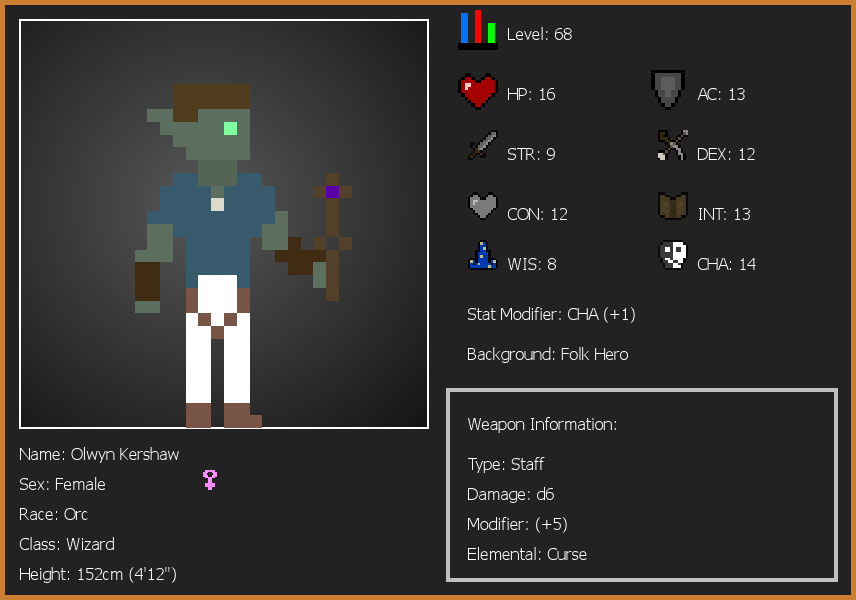 Level: 68
HP: 16
AC: 13
STR: 9
DEX: 12
CON: 12
INT: 13
WIS: 8
CHA: 14
Stat Modifier: CHA (+1)
Background: Folk Hero
Weapon Information:
Type: Staff
Damage: d6
Modifier: (+5)
Elemental: Curse
Name: Olwyn Kershaw
Sex: Female
Race: Orc
Class: Wizard
Height: 152cm (4'12")